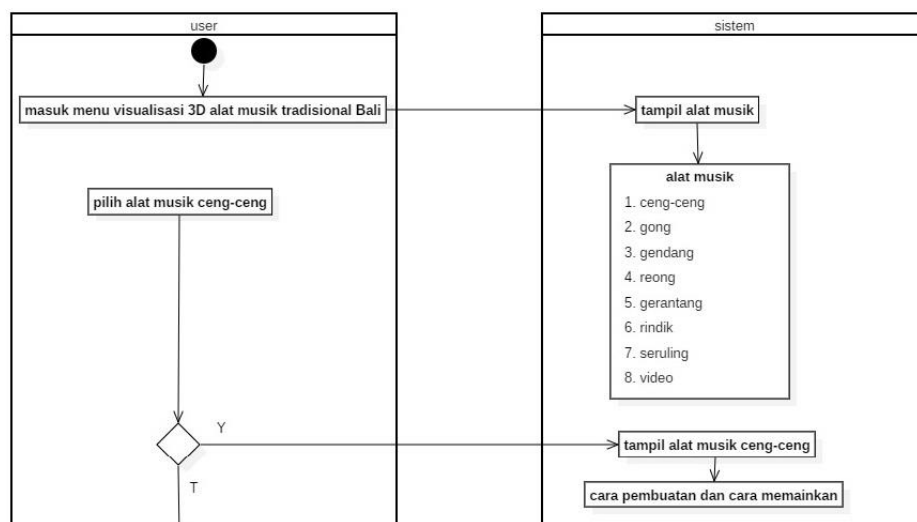 user
sistem
masuk menu visualisasi 3D alat musik tradisional Bali
tampil alat musik
alat musik
1. ceng-ceng
2. gong
3. gendang
4. reong
5. gerantang
6. rindik
7. seruling
8. video
pilih alat musik ceng-ceng
Y
T
tampil alat musik ceng-ceng
cara pembuatan dan cara memainkan